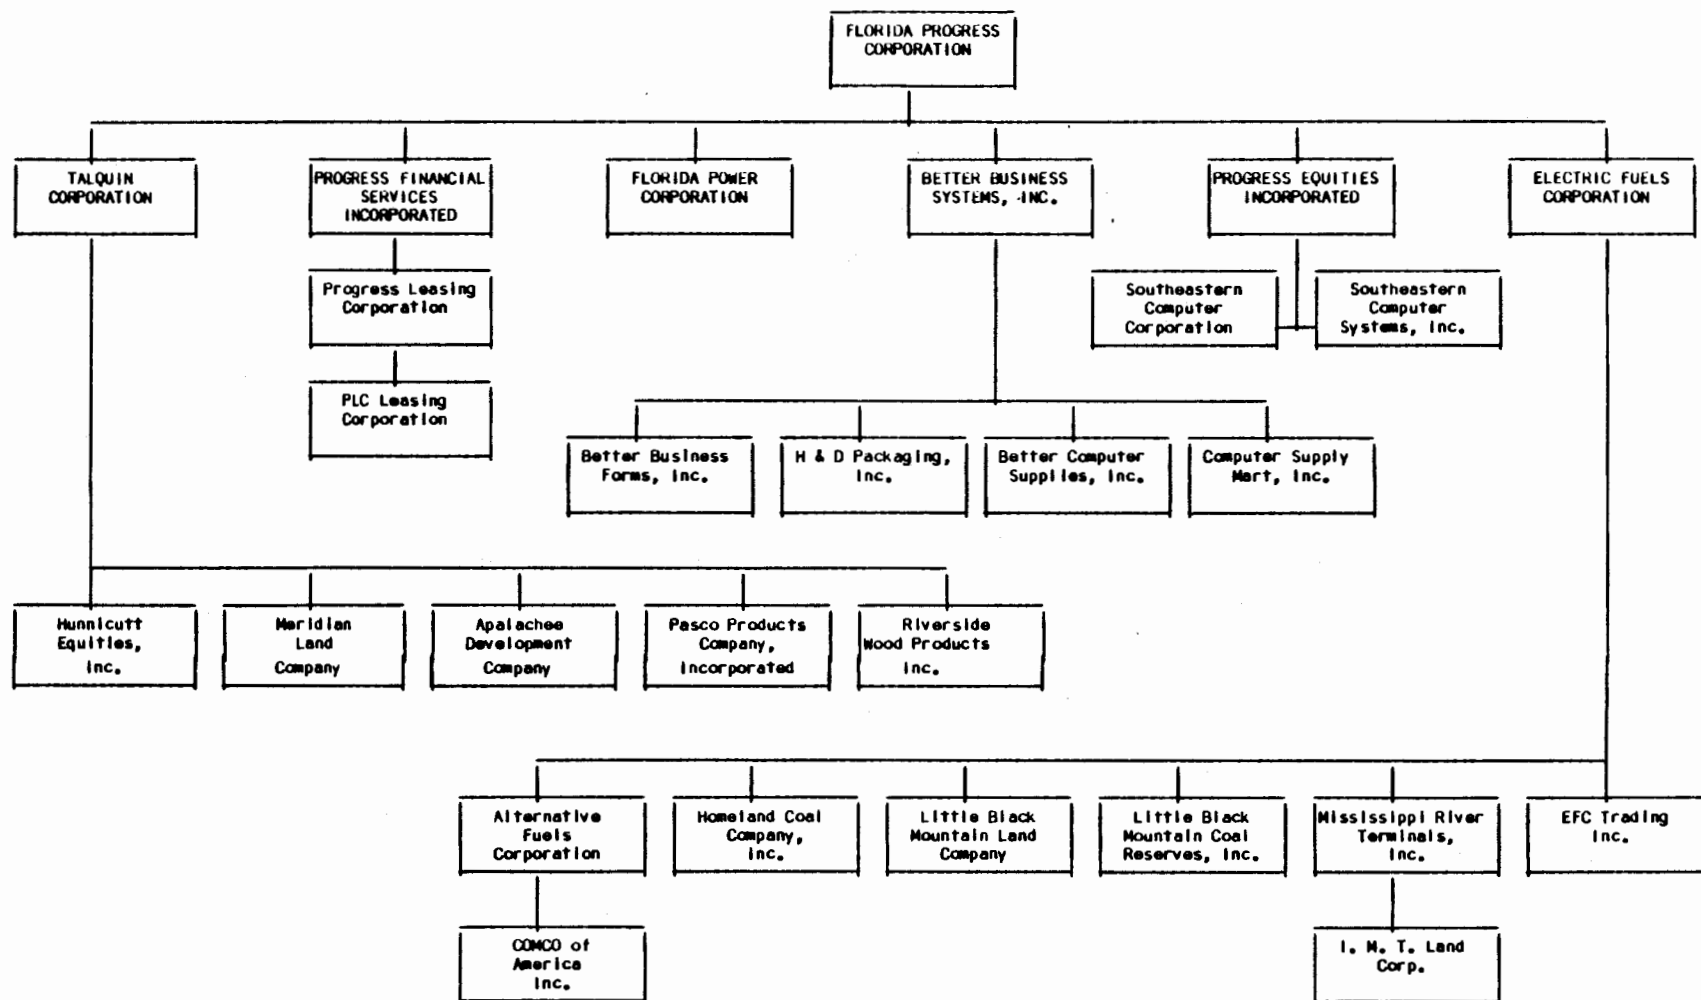 FLORIDA PROGRESS
CORPORATION
TALQUIN
CORPORATION
PROGRESS FINANCIAL
SERVICES
INCORPORATED
FLORIDA POWER
CORPORATION
BETTER BUSINESS
SYSTEMS, INC.
PROGRESS EQUITIES
INCORPORATED
ELECTRIC FUELS
CORPORATION
Progress Leasing
Corporation
Southeastern
Computer
Corporation
Southeastern
Computer
Systems, Inc.
PLC Leasing
Corporation
Better Business
Forms, Inc.
H & D Packaging,
Inc.
Better Computer
Supplies, Inc.
Computer Supply
Mart, Inc.
Hunnicutt
Equities,
Inc.
Meridian
Land
Company
Apalachee
Development
Company
Pasco Products
Company,
Incorporated
Riverside
Wood Products
Inc.
Alternative
Fuels
Corporation
Homeland Coal
Company,
Inc.
Little Black
Mountain Land
Company
Little Black
Mountain Coal
Reserves, Inc.
Mississippi River
Terminals,
Inc.
EFC Trading
Inc.
COMCO of
America
Inc.
I. M. T. Land
Corp.